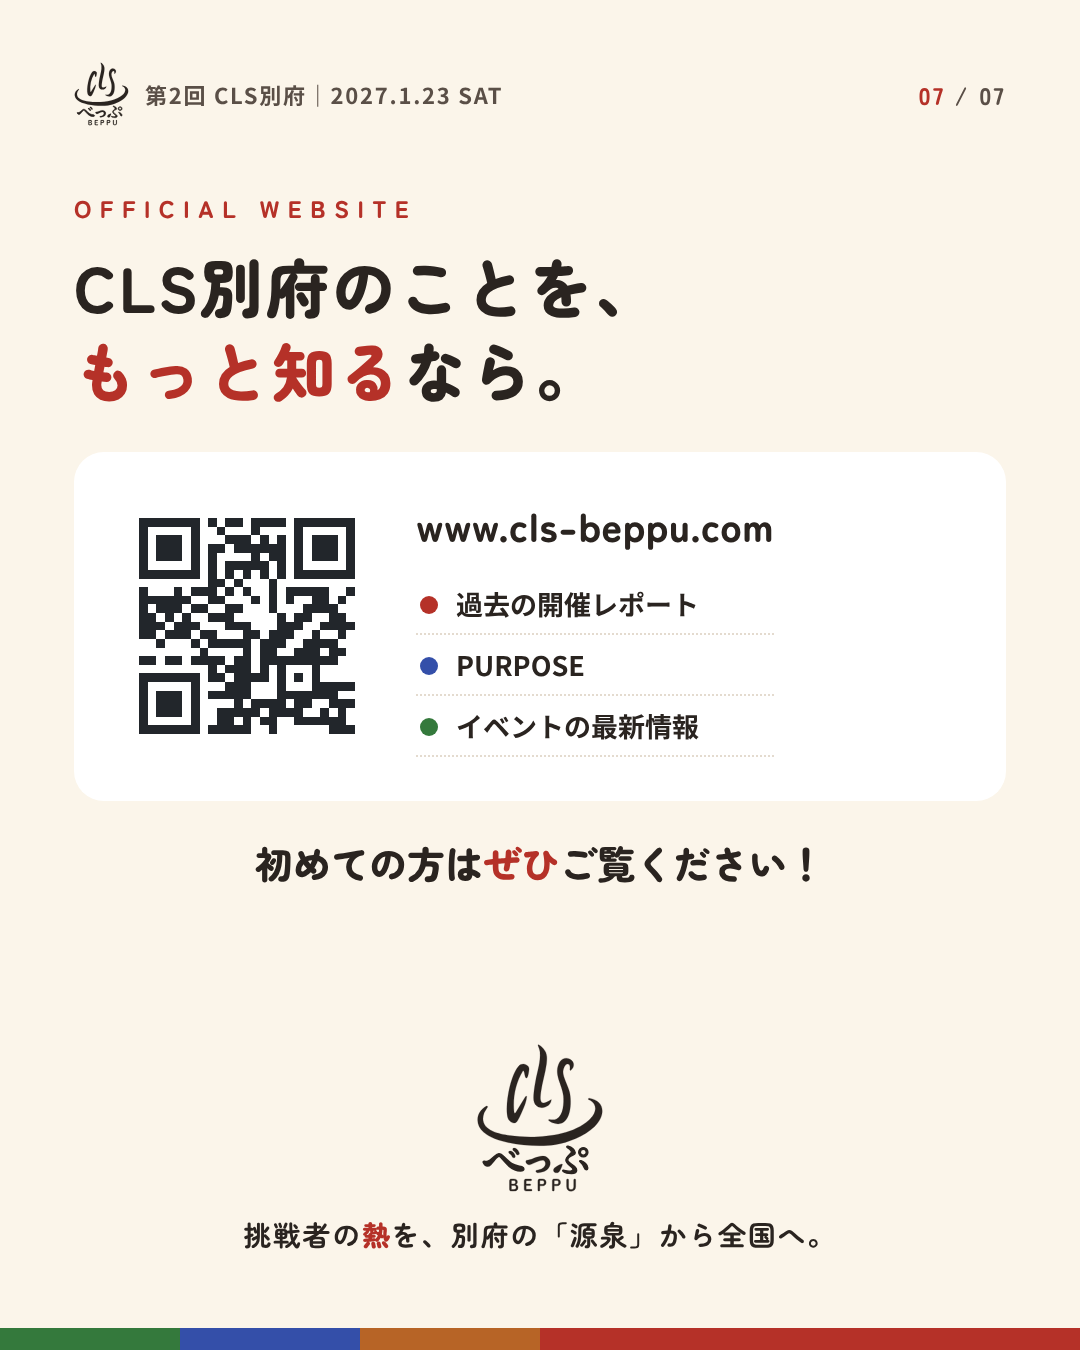 cls
べっぷ
BEPPU
第2回 CLS別府｜2027.1.23 SAT
07 / 07
OFFICIAL WEBSITE
CLS別府のことを、
もっと知るなら。
www.cls-beppu.com
過去の開催レポート
PURPOSE
イベントの最新情報
初めての方はぜひご覧ください！
cls
べっぷ
BEPPU
挑戦者の熱を、別府の「源泉」から全国へ。